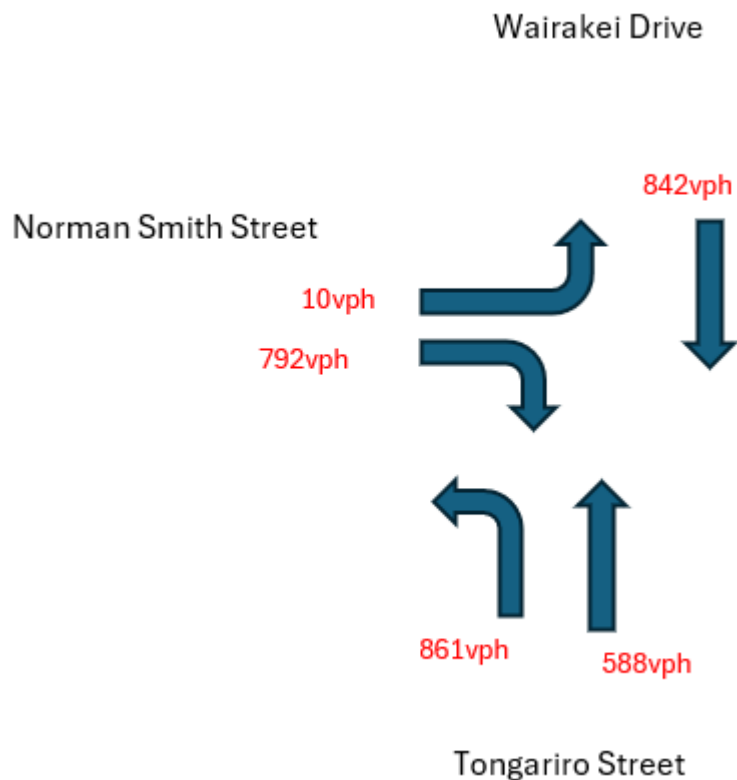 Wairakei Drive
842vph
Norman Smith Street
10vph
792vph
861vph
588vph
Tongariro Street